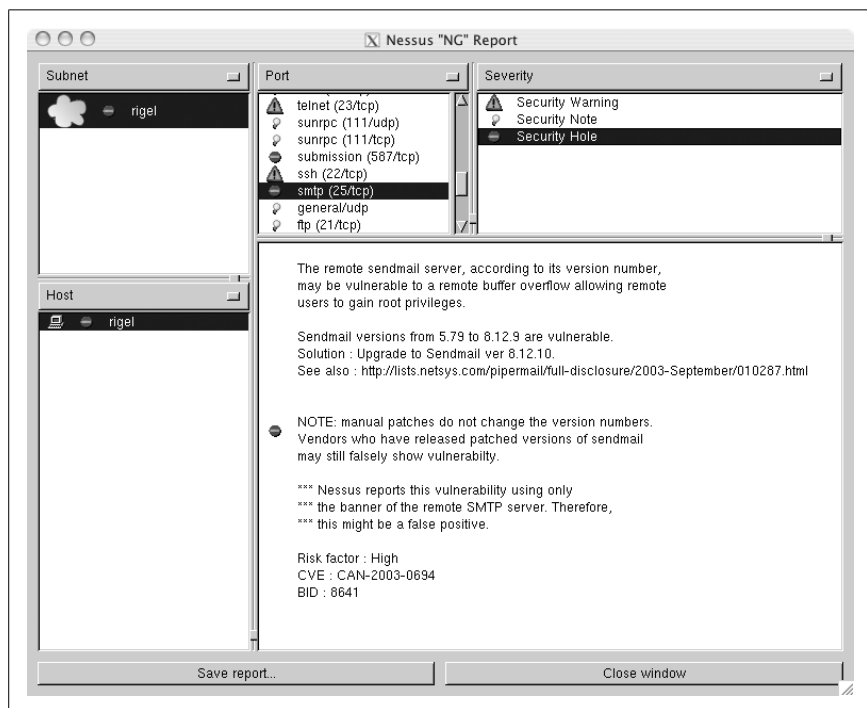 Nessus "NG" Report
Subnet
rigel
Host
rigel
Port
telnet (23/tcp)
sunrpc (111/udp)
sunrpc (111/tcp)
submission (587/tcp)
ssh (22/tcp)
smtp (25/tcp)
general/udp
ftp (21/tcp)
Severity
Security Warning
Security Note
Security Hole
The remote sendmail server, according to its version number,
may be vulnerable to a remote buffer overflow allowing remote
users to gain root privileges.
Sendmail versions from 5.79 to 8.12.9 are vulnerable.
Solution : Upgrade to Sendmail ver 8.12.10.
See also : http://lists.netsys.com/pipermail/full-disclosure/2003-September/010287.html
NOTE: manual patches do not change the version numbers.
Vendors who have released patched versions of sendmail
may still falsely show vulnerabilty.
*** Nessus reports this vulnerability using only
*** the banner of the remote SMTP server. Therefore,
*** this might be a false positive.
Risk factor : High
CVE : CAN-2003-0694
BID : 8641
Save report...
Close window